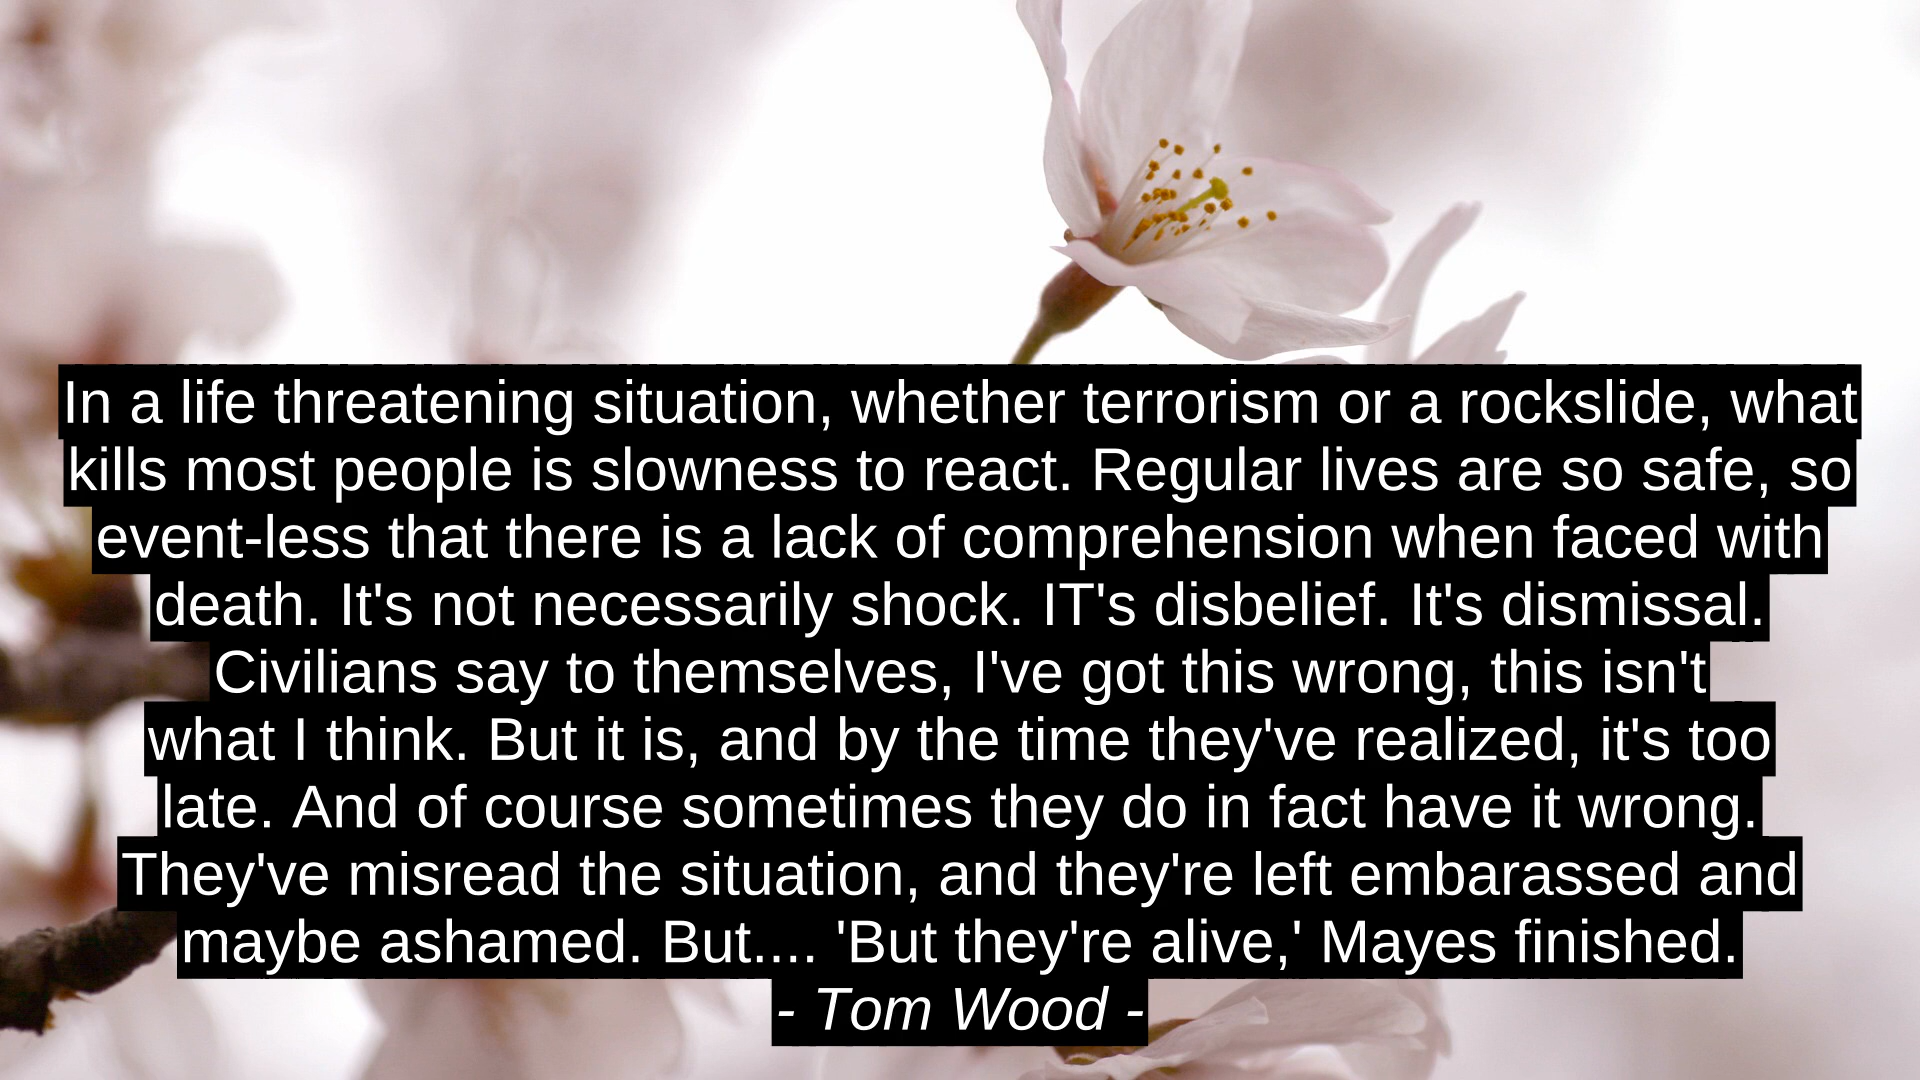 In a life threatening situation, whether terrorism or a rockslide, what
kills most people is slowness to react. Regular lives are so safe, so
event-less that there is a lack of comprehension when faced with
death. It's not necessarily shock. IT's disbelief. It's dismissal.
Civilians say to themselves, I've got this wrong, this isn't
what I think. But it is, and by the time they've realized, it's too
late. And of course sometimes they do in fact have it wrong.
They've misread the situation, and they're left embarassed and
maybe ashamed. But.... 'But they're alive,' Mayes finished.
- Tom Wood -